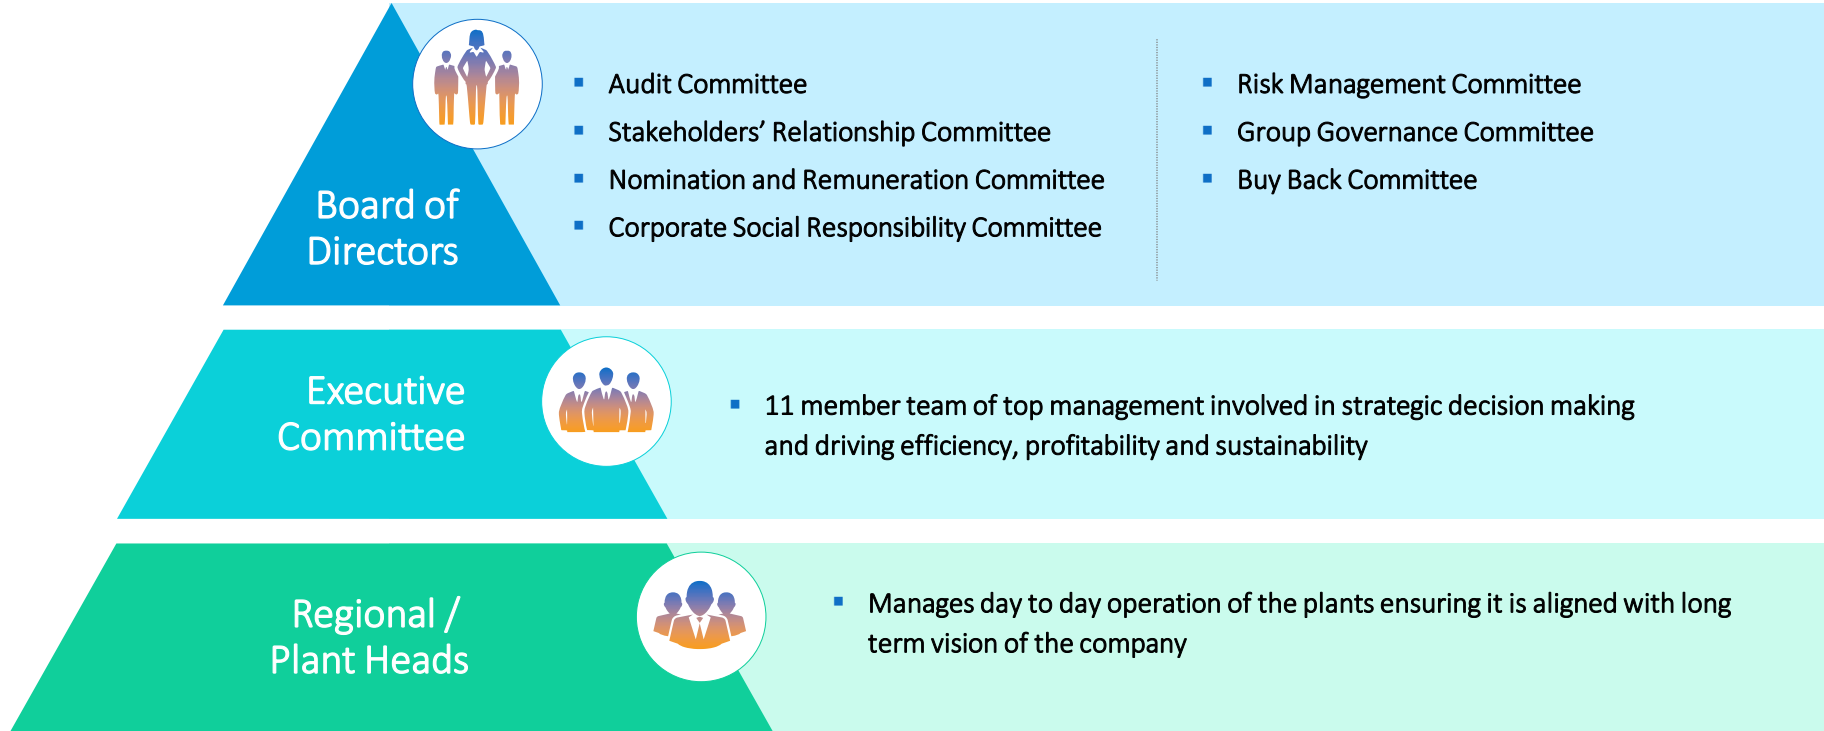 Board of
Directors
▪ Audit Committee
▪ Stakeholders’ Relationship Committee
▪ Nomination and Remuneration Committee
▪ Corporate Social Responsibility Committee
▪ Risk Management Committee
▪ Group Governance Committee
▪ Buy Back Committee
Executive
Committee
▪ 11 member team of top management involved in strategic decision making
and driving efficiency, profitability and sustainability
Regional /
Plant Heads
▪ Manages day to day operation of the plants ensuring it is aligned with long
term vision of the company